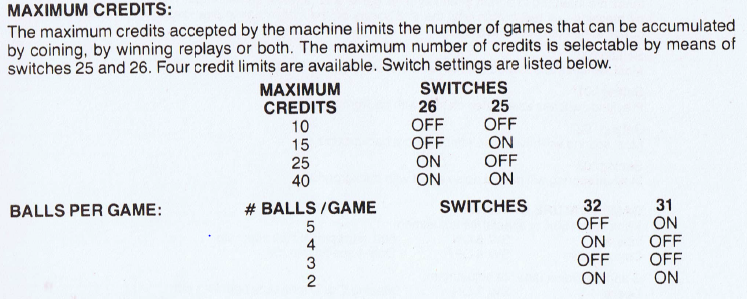 MAXIMUM CREDITS:
The maximum credits accepted by the machine limits the number of games that can be accumulated
by coining, by winning replays or both. The maximum number of credits is selectable by means of
switches 25 and 26. Four credit limits are available. Switch settings are listed below.
MAXIMUM SWITCHES
CREDITS 26 25
10 OFF OFF
15 OFF ON
25 ON OFF
40 ON ON
BALLS PER GAME: # BALLS /GAME SWITCHES 32 31
5 OFF ON
4 ON OFF
3 OFF OFF
2 ON ON